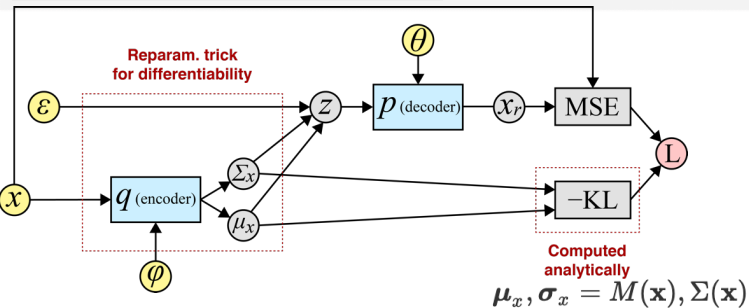 Reparam. trick
for differentiability
θ
ε
z
p (decoder)
x_r
MSE
L
Σ_x
x
q (encoder)
−KL
μ_x
φ
Computed
analytically
μ_x, σ_x = M(x), Σ(x)